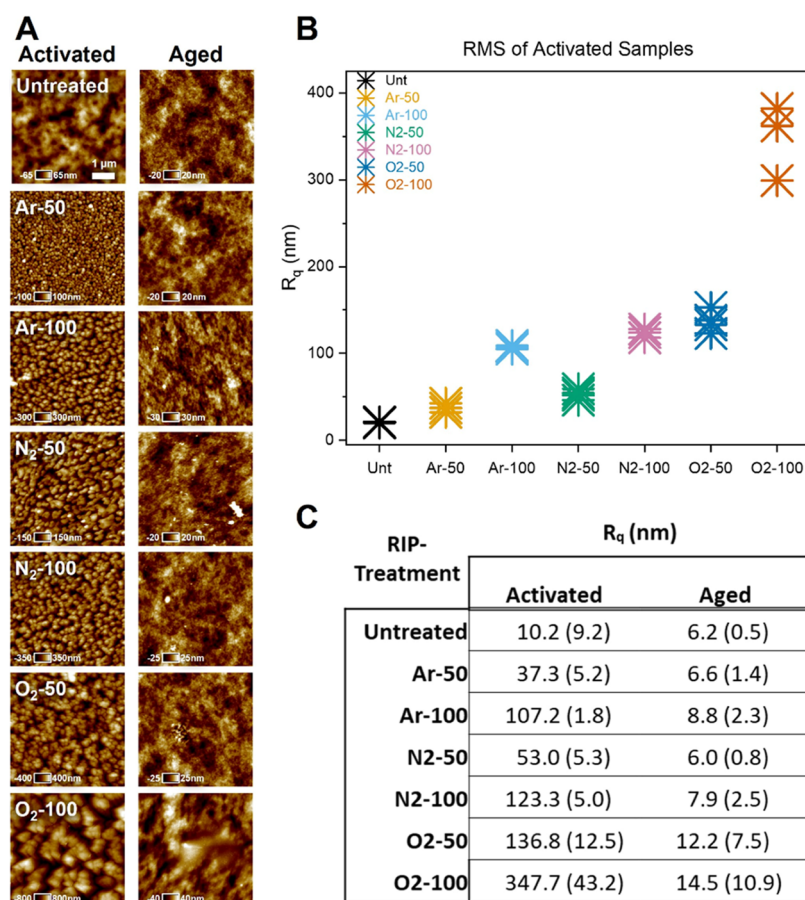 A
Activated Aged
Untreated
-65 65nm
1 µm
-20 20nm
Ar-50
-100 100nm
-20 20nm
Ar-100
-300 300nm
-30 30nm
N₂-50
-150 150nm
-20 20nm
N₂-100
-350 350nm
-25 25nm
O₂-50
-400 400nm
-25 25nm
O₂-100
-800 800nm
-40 40nm
B
RMS of Activated Samples
Rq (nm)
400
300
200
100
0
Unt
Ar-50
Ar-100
N2-50
N2-100
O2-50
O2-100
Unt Ar-50 Ar-100 N2-50 N2-100 O2-50 O2-100
C
RIP-
Treatment
Rq (nm)
Activated Aged
Untreated 10.2 (9.2) 6.2 (0.5)
Ar-50 37.3 (5.2) 6.6 (1.4)
Ar-100 107.2 (1.8) 8.8 (2.3)
N2-50 53.0 (5.3) 6.0 (0.8)
N2-100 123.3 (5.0) 7.9 (2.5)
O2-50 136.8 (12.5) 12.2 (7.5)
O2-100 347.7 (43.2) 14.5 (10.9)